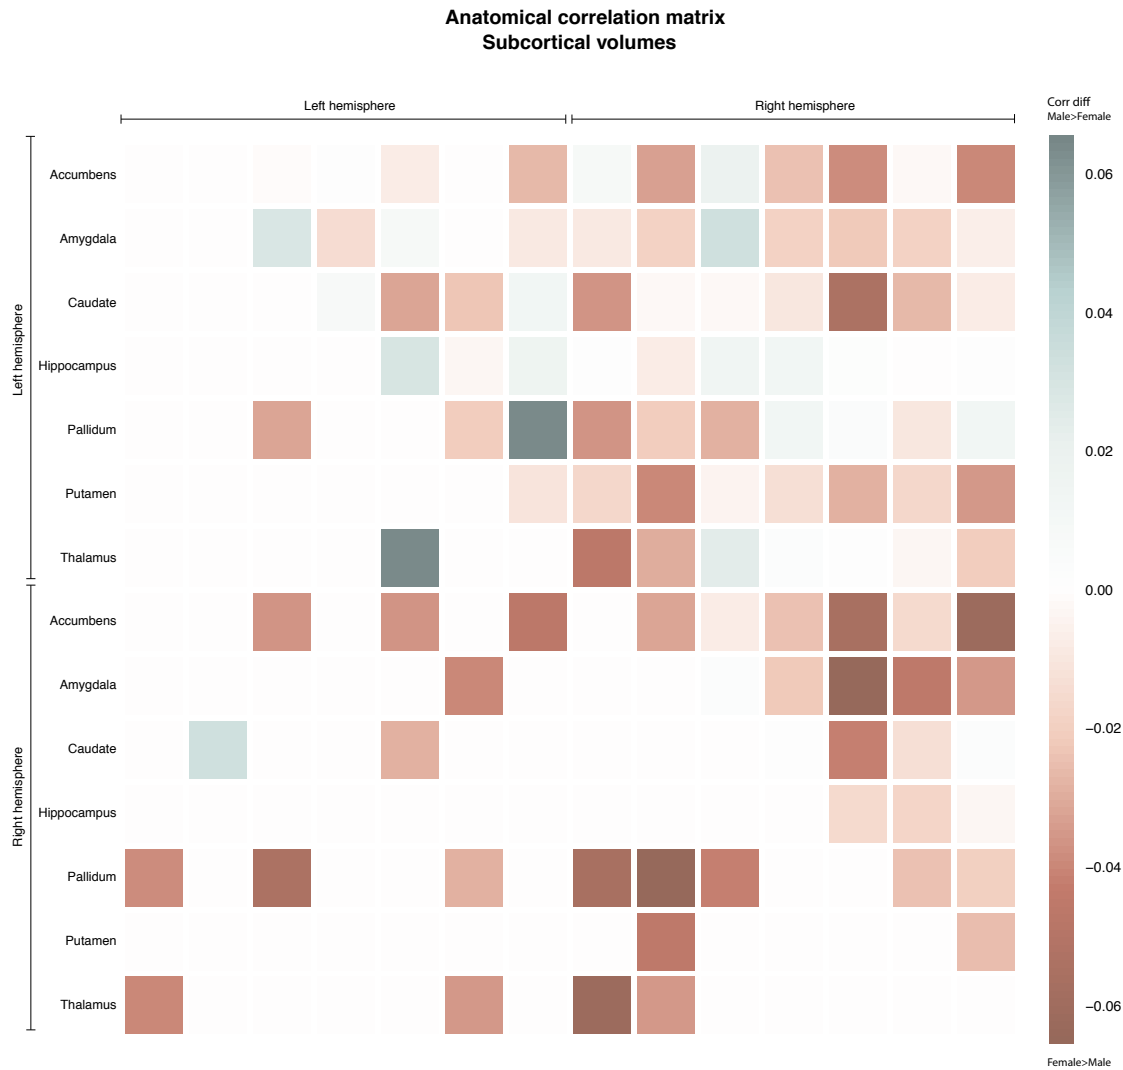 Anatomical correlation matrix
Subcortical volumes
Left hemisphere
Right hemisphere
Corr diff
Male>Female
Left hemisphere
Accumbens
Amygdala
Caudate
Hippocampus
Pallidum
Putamen
Thalamus
Right hemisphere
Accumbens
Amygdala
Caudate
Hippocampus
Pallidum
Putamen
Thalamus
0.06
0.04
0.02
0.00
−0.02
−0.04
−0.06
Female>Male